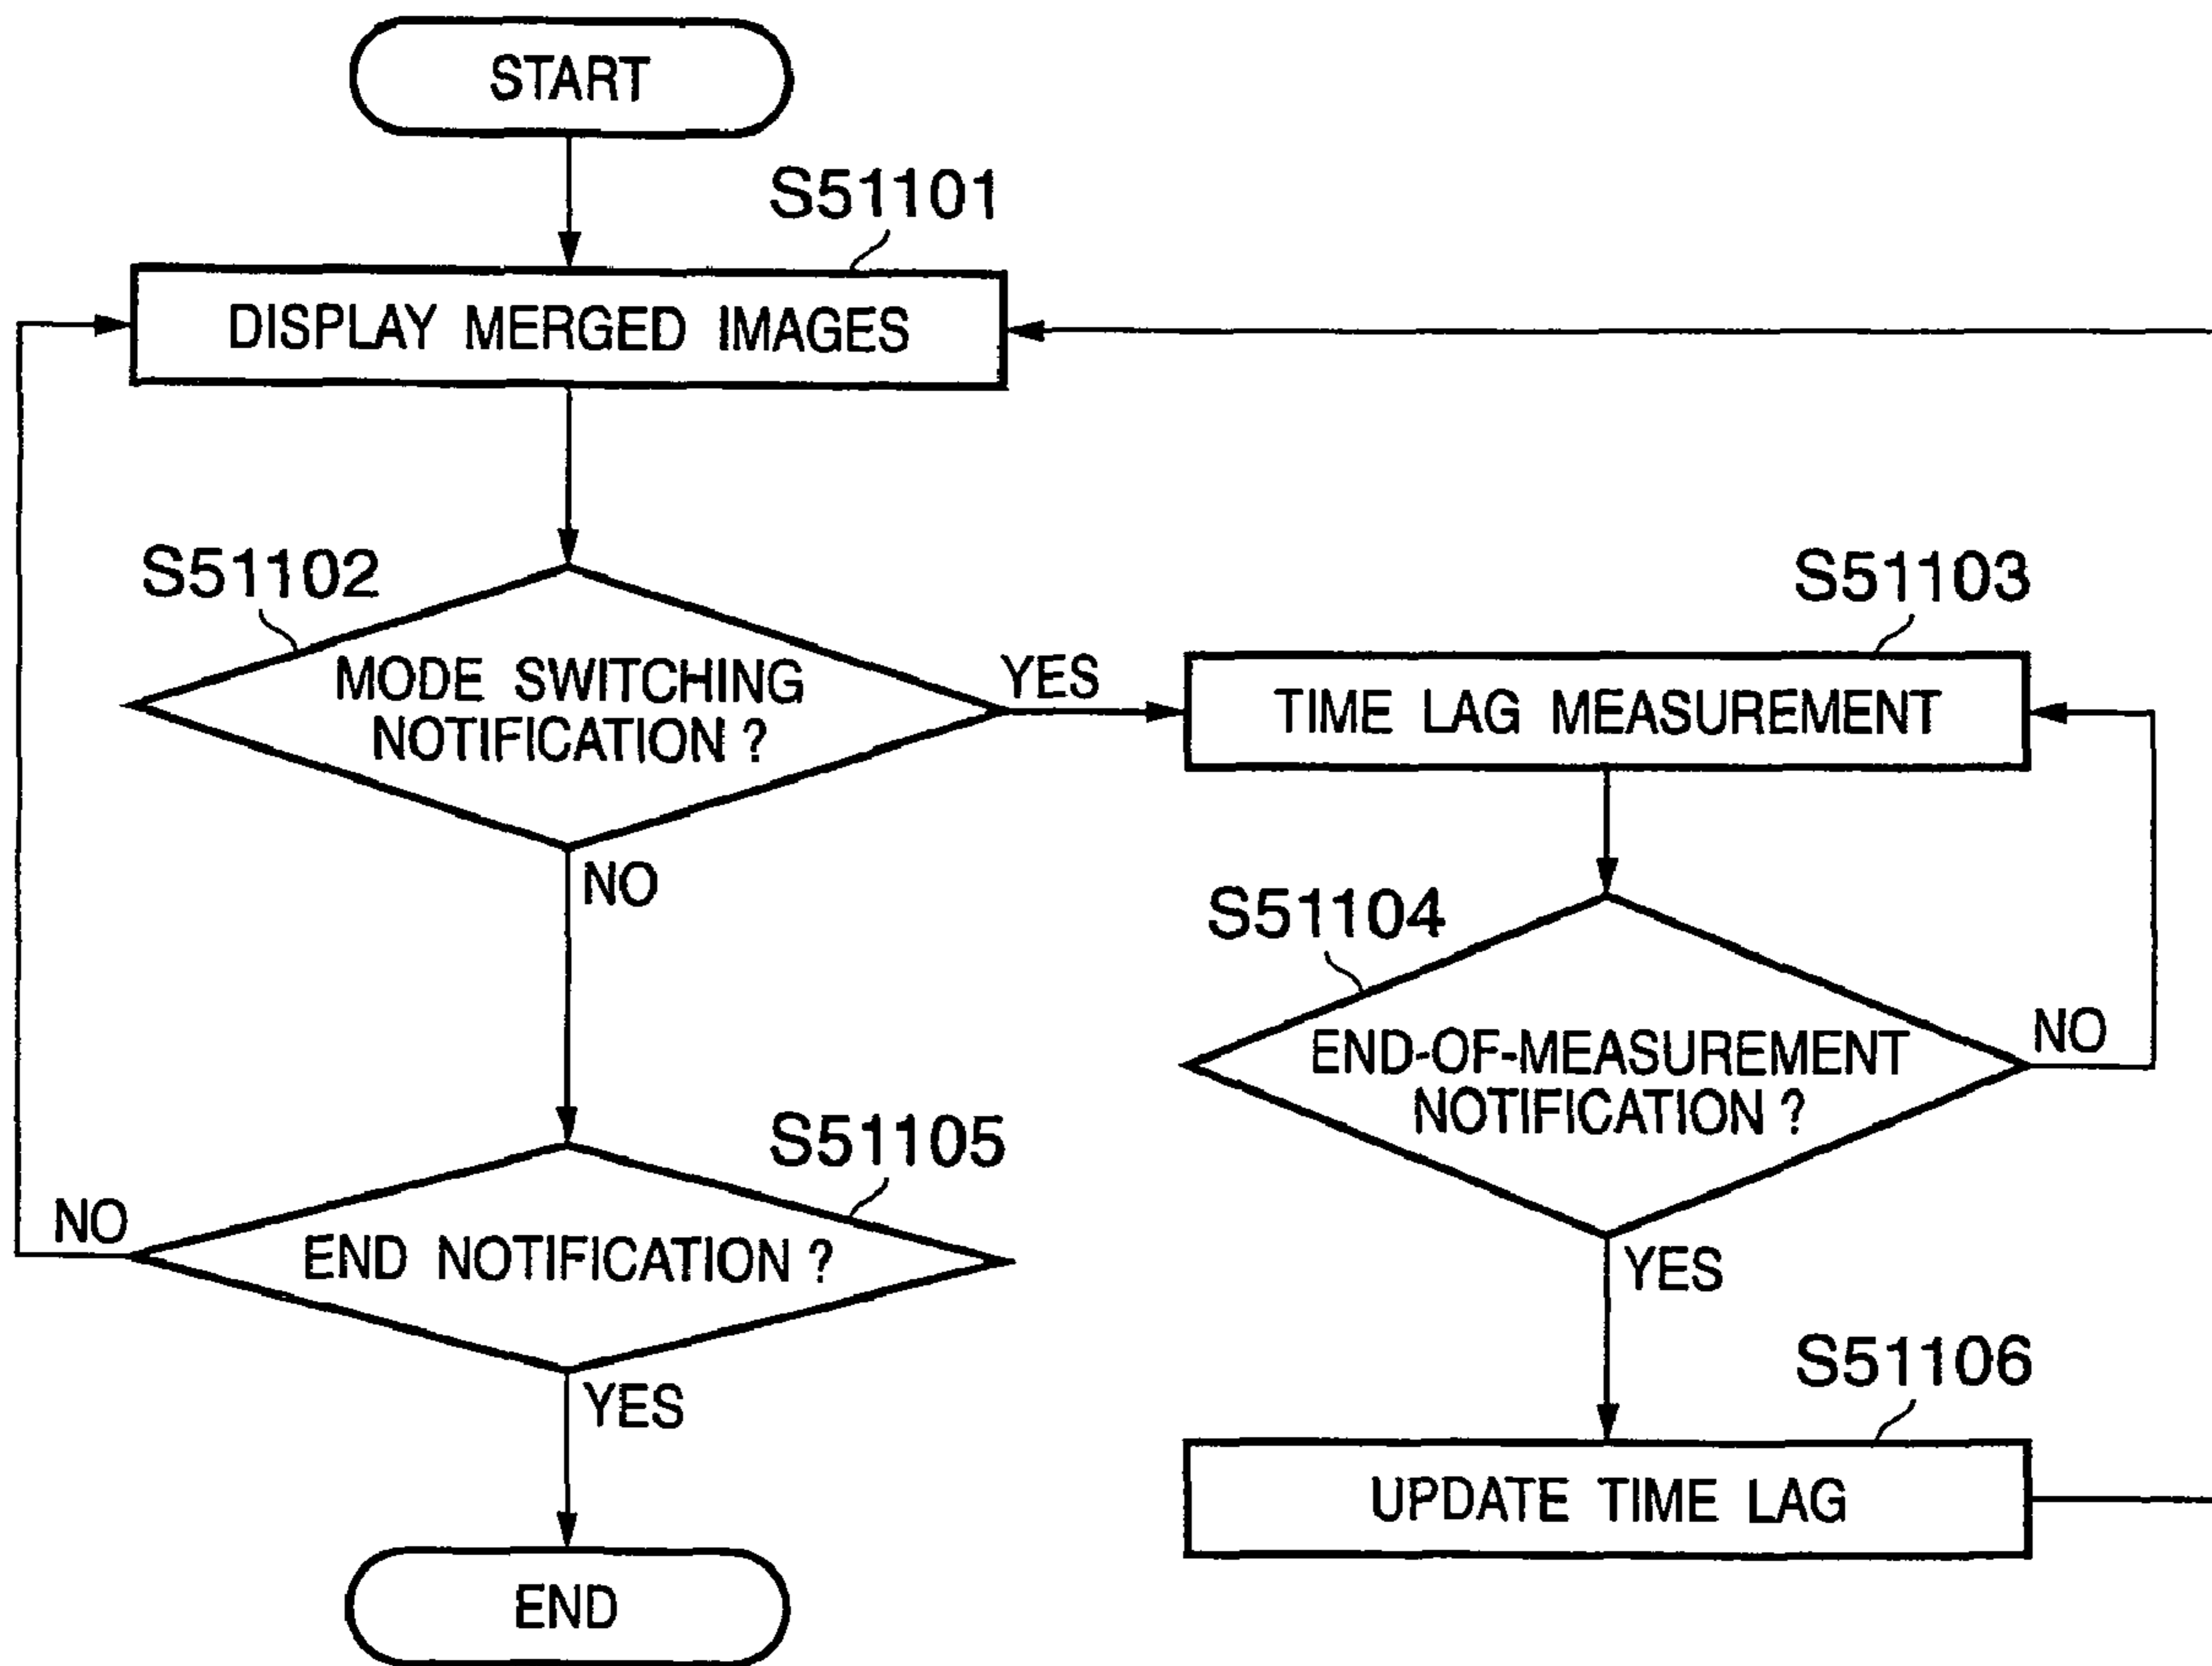 START
S51101
DISPLAY MERGED IMAGES
S51102
MODE SWITCHING
NOTIFICATION ?
YES
NO
S51103
TIME LAG MEASUREMENT
S51104
END-OF-MEASUREMENT
NOTIFICATION ?
NO
YES
S51105
END NOTIFICATION ?
NO
YES
S51106
UPDATE TIME LAG
END